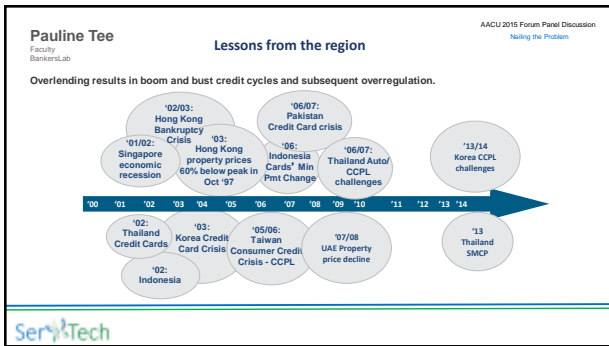 Pauline Tee
Faculty
BankersLab
Lessons from the region
AACU 2015 Forum Panel Discussion
Nailing the Problem
Overlending results in boom and bust credit cycles and subsequent overregulation.
'02/03:
Hong Kong
Bankruptcy
Crisis
'01/02:
Singapore
economic
recession
'03:
Hong Kong
property prices
60% below peak in
Oct '97
'06/07:
Pakistan
Credit Card crisis
'06:
Indonesia
Cards' Min
Pmt Change
'06/07:
Thailand Auto/
CCPL
challenges
'13/14
Korea CCPL
challenges
'00 '01 '02 '03 '04 '05 '06 '07 '08 '09 '10 '11 '12 '13 '14
'02:
Thailand
Credit Cards
'02:
Indonesia
'03:
Korea Credit
Card Crisis
'05/06:
Taiwan
Consumer Credit
Crisis - CCPL
'07/08
UAE Property
price decline
'13
Thailand
SMCP
SerTech